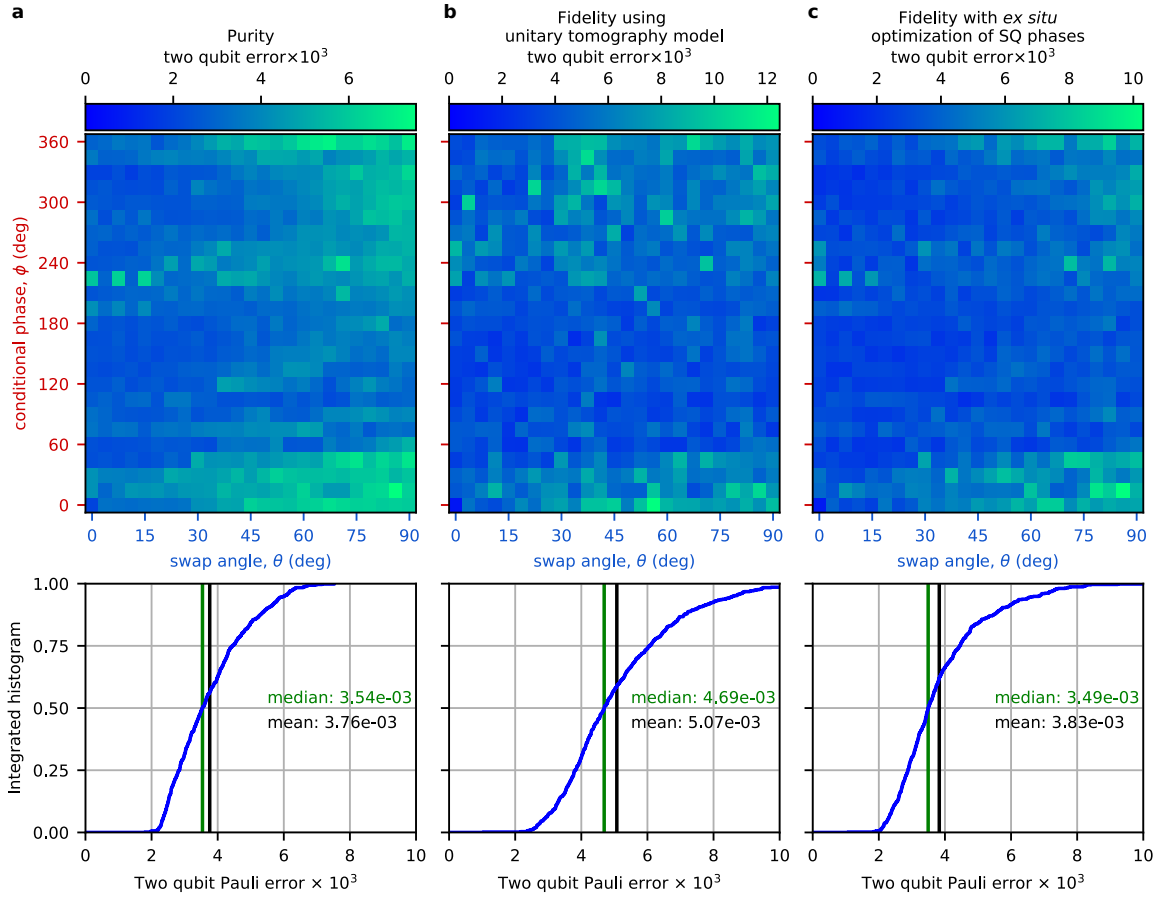 a
Purity
two qubit error×10³
0 2 4 6
conditional phase, ϕ (deg)
360
300
240
180
120
60
0
0 15 30 45 60 75 90
swap angle, θ (deg)
b
Fidelity using
unitary tomography model
two qubit error×10³
0 2 4 6 8 10 12
0 15 30 45 60 75 90
swap angle, θ (deg)
c
Fidelity with ex situ
optimization of SQ phases
two qubit error×10³
0 2 4 6 8 10
0 15 30 45 60 75 90
swap angle, θ (deg)
Integrated histogram
1.00
0.75
0.50
0.25
0.00
median: 3.54e-03
mean: 3.76e-03
0 2 4 6 8 10
Two qubit Pauli error × 10³
median: 4.69e-03
mean: 5.07e-03
0 2 4 6 8 10
Two qubit Pauli error × 10³
median: 3.49e-03
mean: 3.83e-03
0 2 4 6 8 10
Two qubit Pauli error × 10³